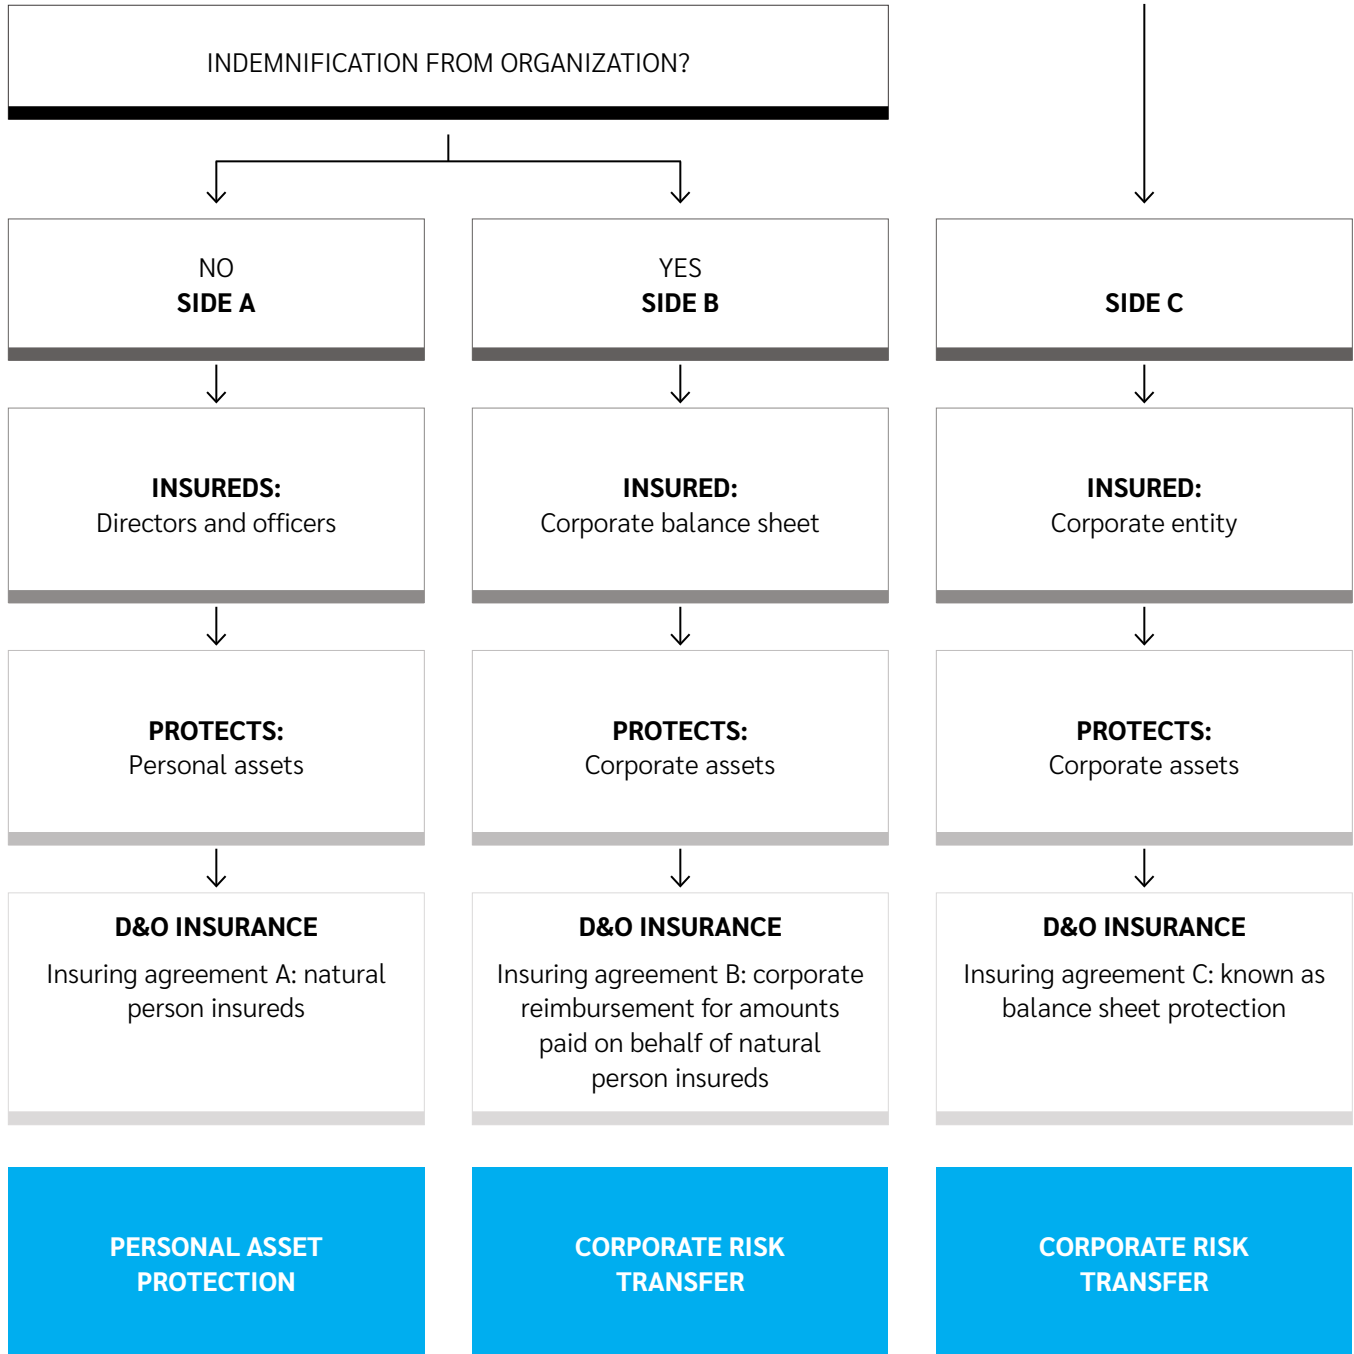 INDEMNIFICATION FROM ORGANIZATION?
NO
SIDE A
YES
SIDE B
SIDE C
INSUREDS:
Directors and officers
INSURED:
Corporate balance sheet
INSURED:
Corporate entity
PROTECTS:
Personal assets
PROTECTS:
Corporate assets
PROTECTS:
Corporate assets
D&O INSURANCE
Insuring agreement A: natural
person insureds
D&O INSURANCE
Insuring agreement B: corporate
reimbursement for amounts
paid on behalf of natural
person insureds
D&O INSURANCE
Insuring agreement C: known as
balance sheet protection
PERSONAL ASSET
PROTECTION
CORPORATE RISK
TRANSFER
CORPORATE RISK
TRANSFER